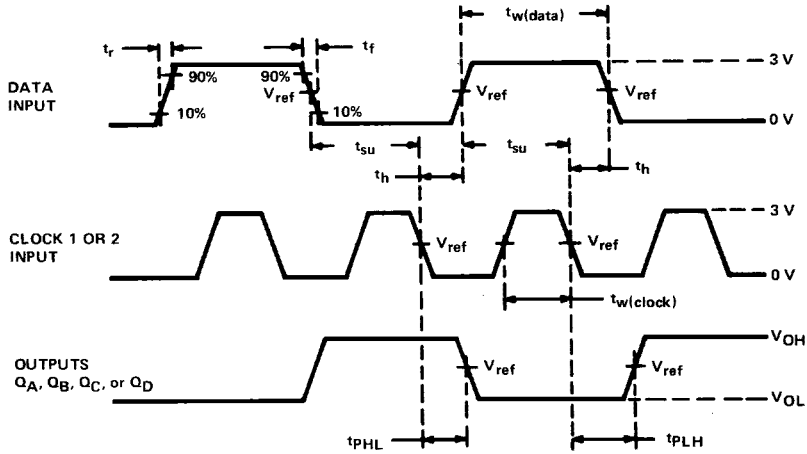 tw(data)
tr
tf
3 V
DATA
INPUT
90%
90%
Vref
10%
10%
Vref
Vref
0 V
tsu
tsu
th
th
3 V
CLOCK 1 OR 2
INPUT
Vref
Vref
0 V
tw(clock)
VOH
OUTPUTS
QA, QB, QC, or QD
Vref
Vref
VOL
tPHL
tPLH